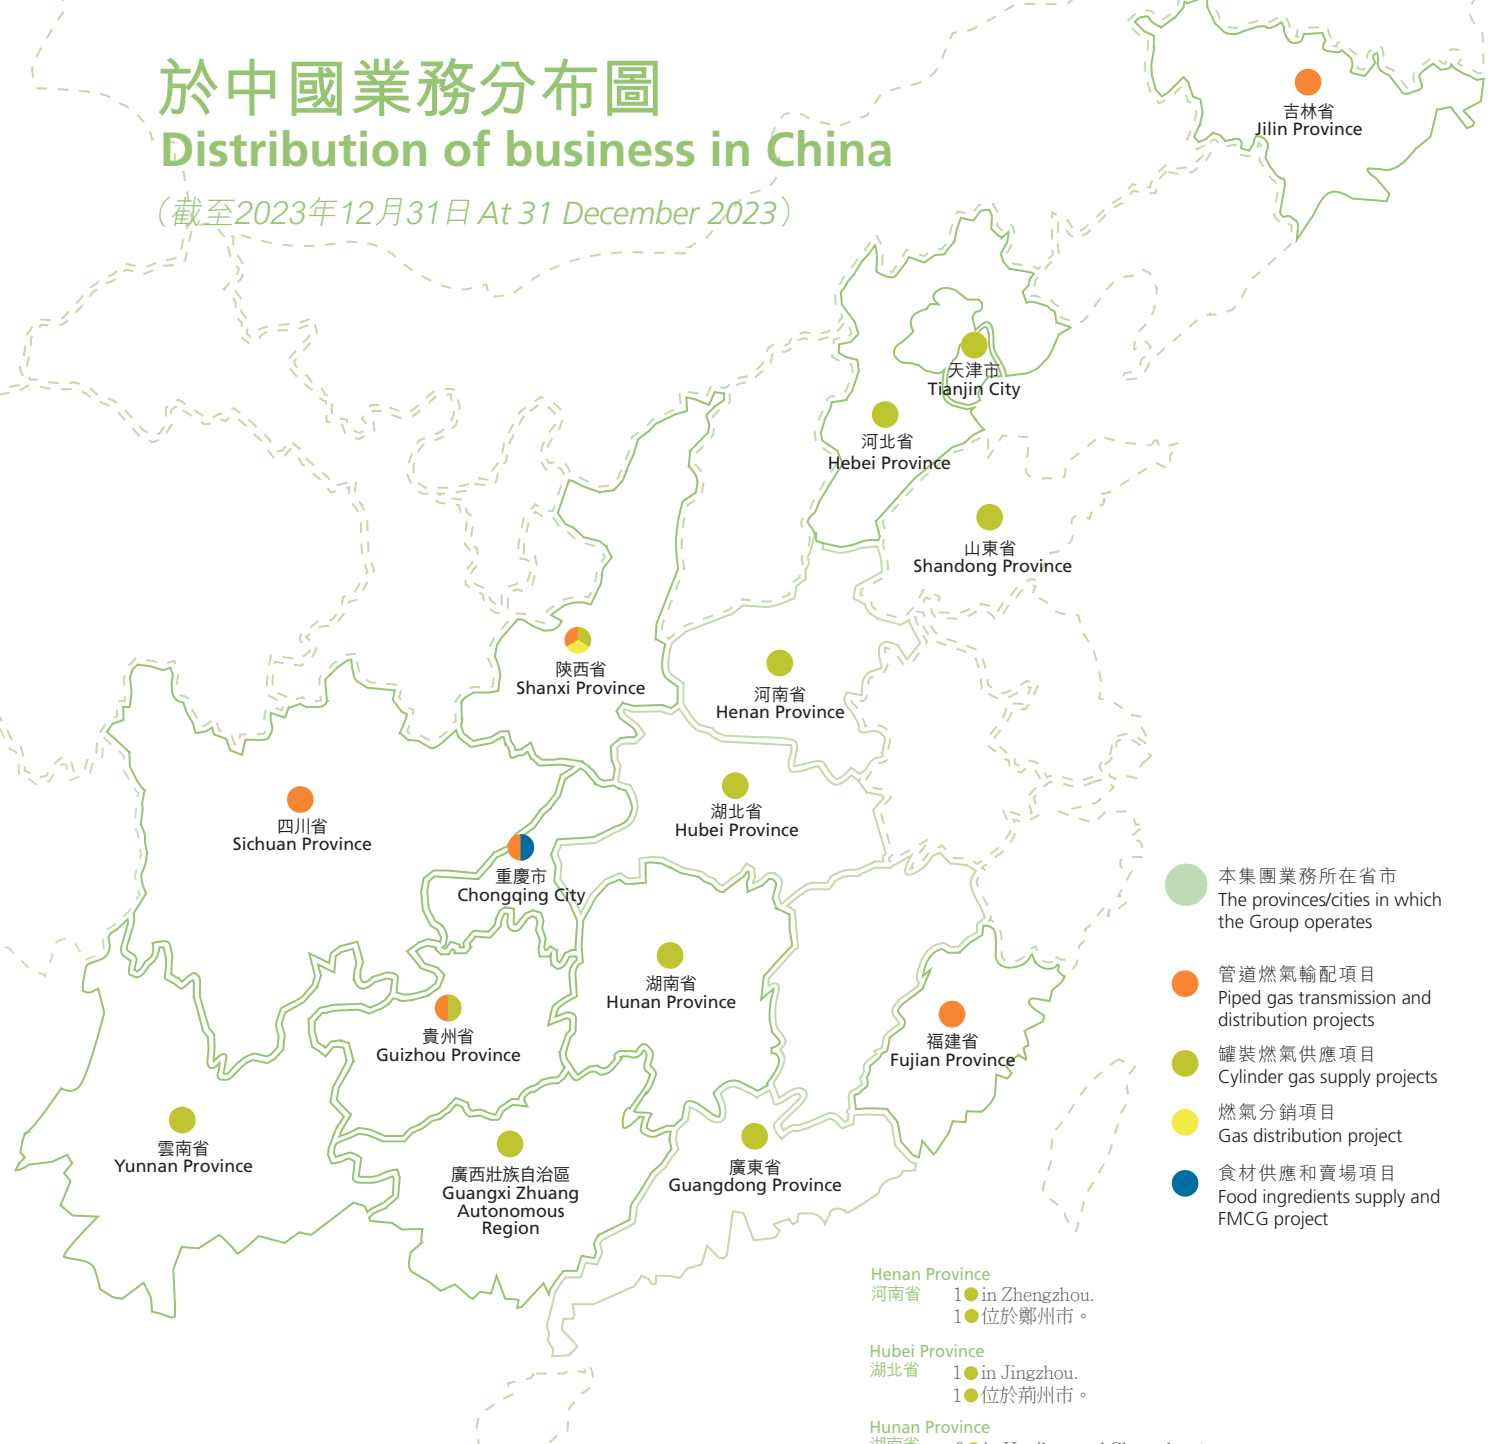 於中國業務分布圖
Distribution of business in China
（截至2023年12月31日 At 31 December 2023）
吉林省
Jilin Province
天津市
Tianjin City
河北省
Hebei Province
山東省
Shandong Province
陝西省
Shanxi Province
河南省
Henan Province
四川省
Sichuan Province
湖北省
Hubei Province
重慶市
Chongqing City
湖南省
Hunan Province
貴州省
Guizhou Province
福建省
Fujian Province
雲南省
Yunnan Province
廣西壯族自治區
Guangxi Zhuang
Autonomous
Region
廣東省
Guangdong Province
本集團業務所在省市
The provinces/cities in which
the Group operates
管道燃氣輸配項目
Piped gas transmission and
distribution projects
罐裝燃氣供應項目
Cylinder gas supply projects
燃氣分銷項目
Gas distribution project
食材供應和賣場項目
Food ingredients supply and
FMCG project
Henan Province
河南省 1 in Zhengzhou.
1 位於鄭州市。
Hubei Province
湖北省 1 in Jingzhou.
1 位於荊州市。
Hunan Province
湖南省